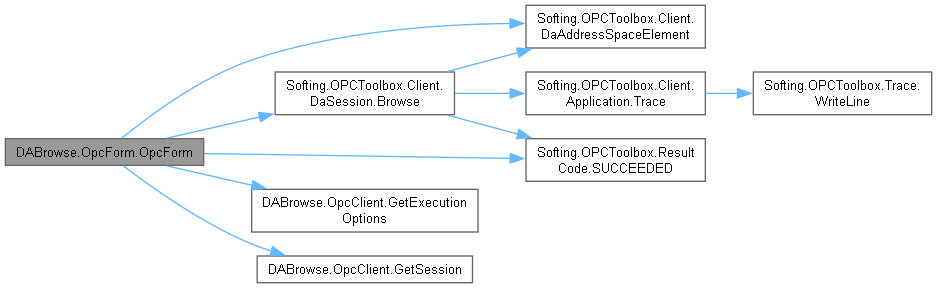 Softing.OPCToolbox.Client.
DaAddressSpaceElement
Softing.OPCToolbox.Client.
DaSession.Browse
Softing.OPCToolbox.Client.
Application.Trace
Softing.OPCToolbox.Trace.
WriteLine
DABrowse.OpcForm.OpcForm
Softing.OPCToolbox.Result
Code.SUCCEEDED
DABrowse.OpcClient.GetExecution
Options
DABrowse.OpcClient.GetSession